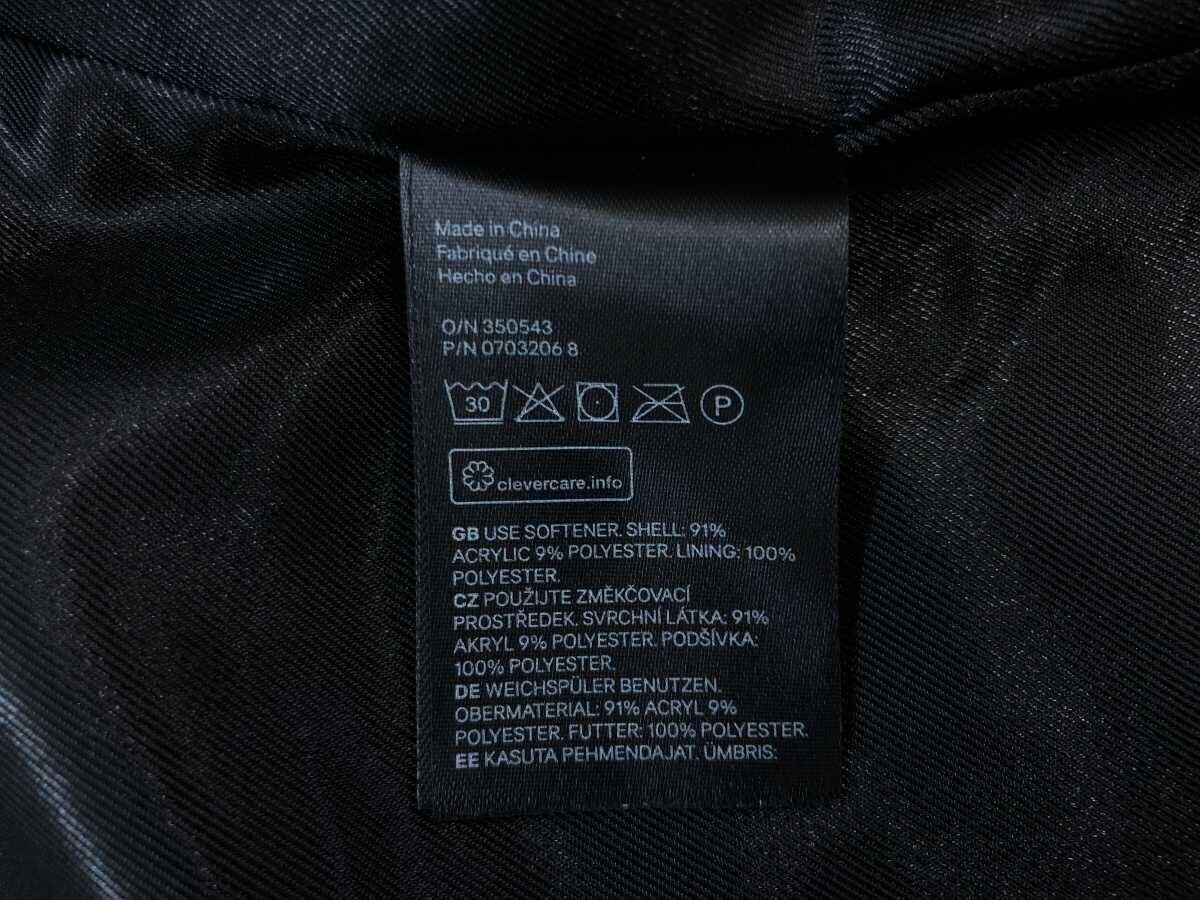 Made in China
Fabriqué en Chine
Hecho en China
O/N 350543
P/N 0703206 8
30 P
clevercare.info
GB USE SOFTENER. SHELL: 91%
ACRYLIC 9% POLYESTER. LINING: 100%
POLYESTER.
CZ POUŽIJTE ZMĚKČOVACÍ
PROSTŘEDEK. SVRCHNÍ LÁTKA: 91%
AKRYL 9% POLYESTER. PODŠÍVKA:
100% POLYESTER.
DE WEICHSPÜLER BENUTZEN.
OBERMATERIAL: 91% ACRYL 9%
POLYESTER. FUTTER: 100% POLYESTER.
EE KASUTA PEHMENDAJAT. ÜMBRIS: